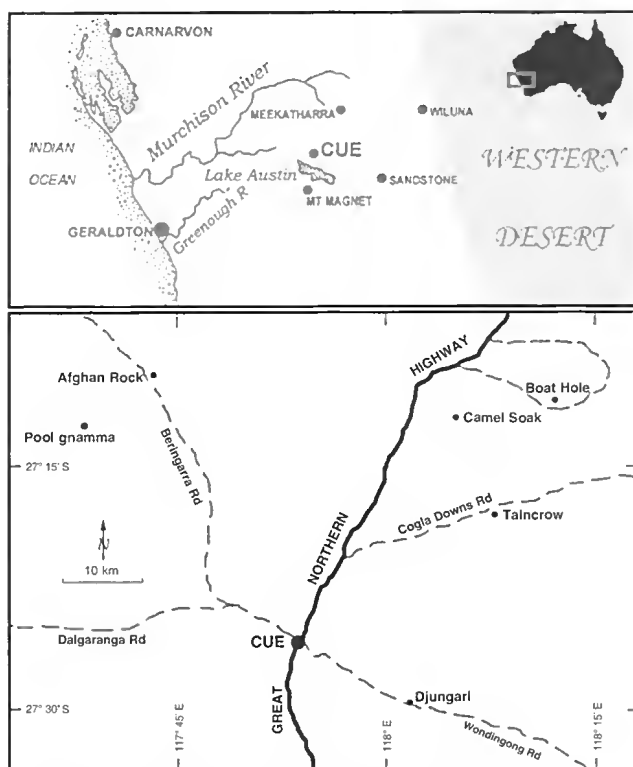 CARNARVON
Murchison River
MEEKATHARRA
WILUNA
INDIAN
OCEAN
CUE
WESTERN
Lake Austin
SANDSTONE
MT MAGNET
Greenough R
GERALDTON
DESERT
HIGHWAY
Afghan Rock
Boat Hole
Camel Soak
Pool gnamma
Beringarra Rd
27° 15' S
Cogla Downs Rd
Taincrow
N
10 km
NORTHERN
CUE
Dalgaranga Rd
Djungari
GREAT
27° 30' S
117° 45'
118° E
Wondingong Rd
118° 15'